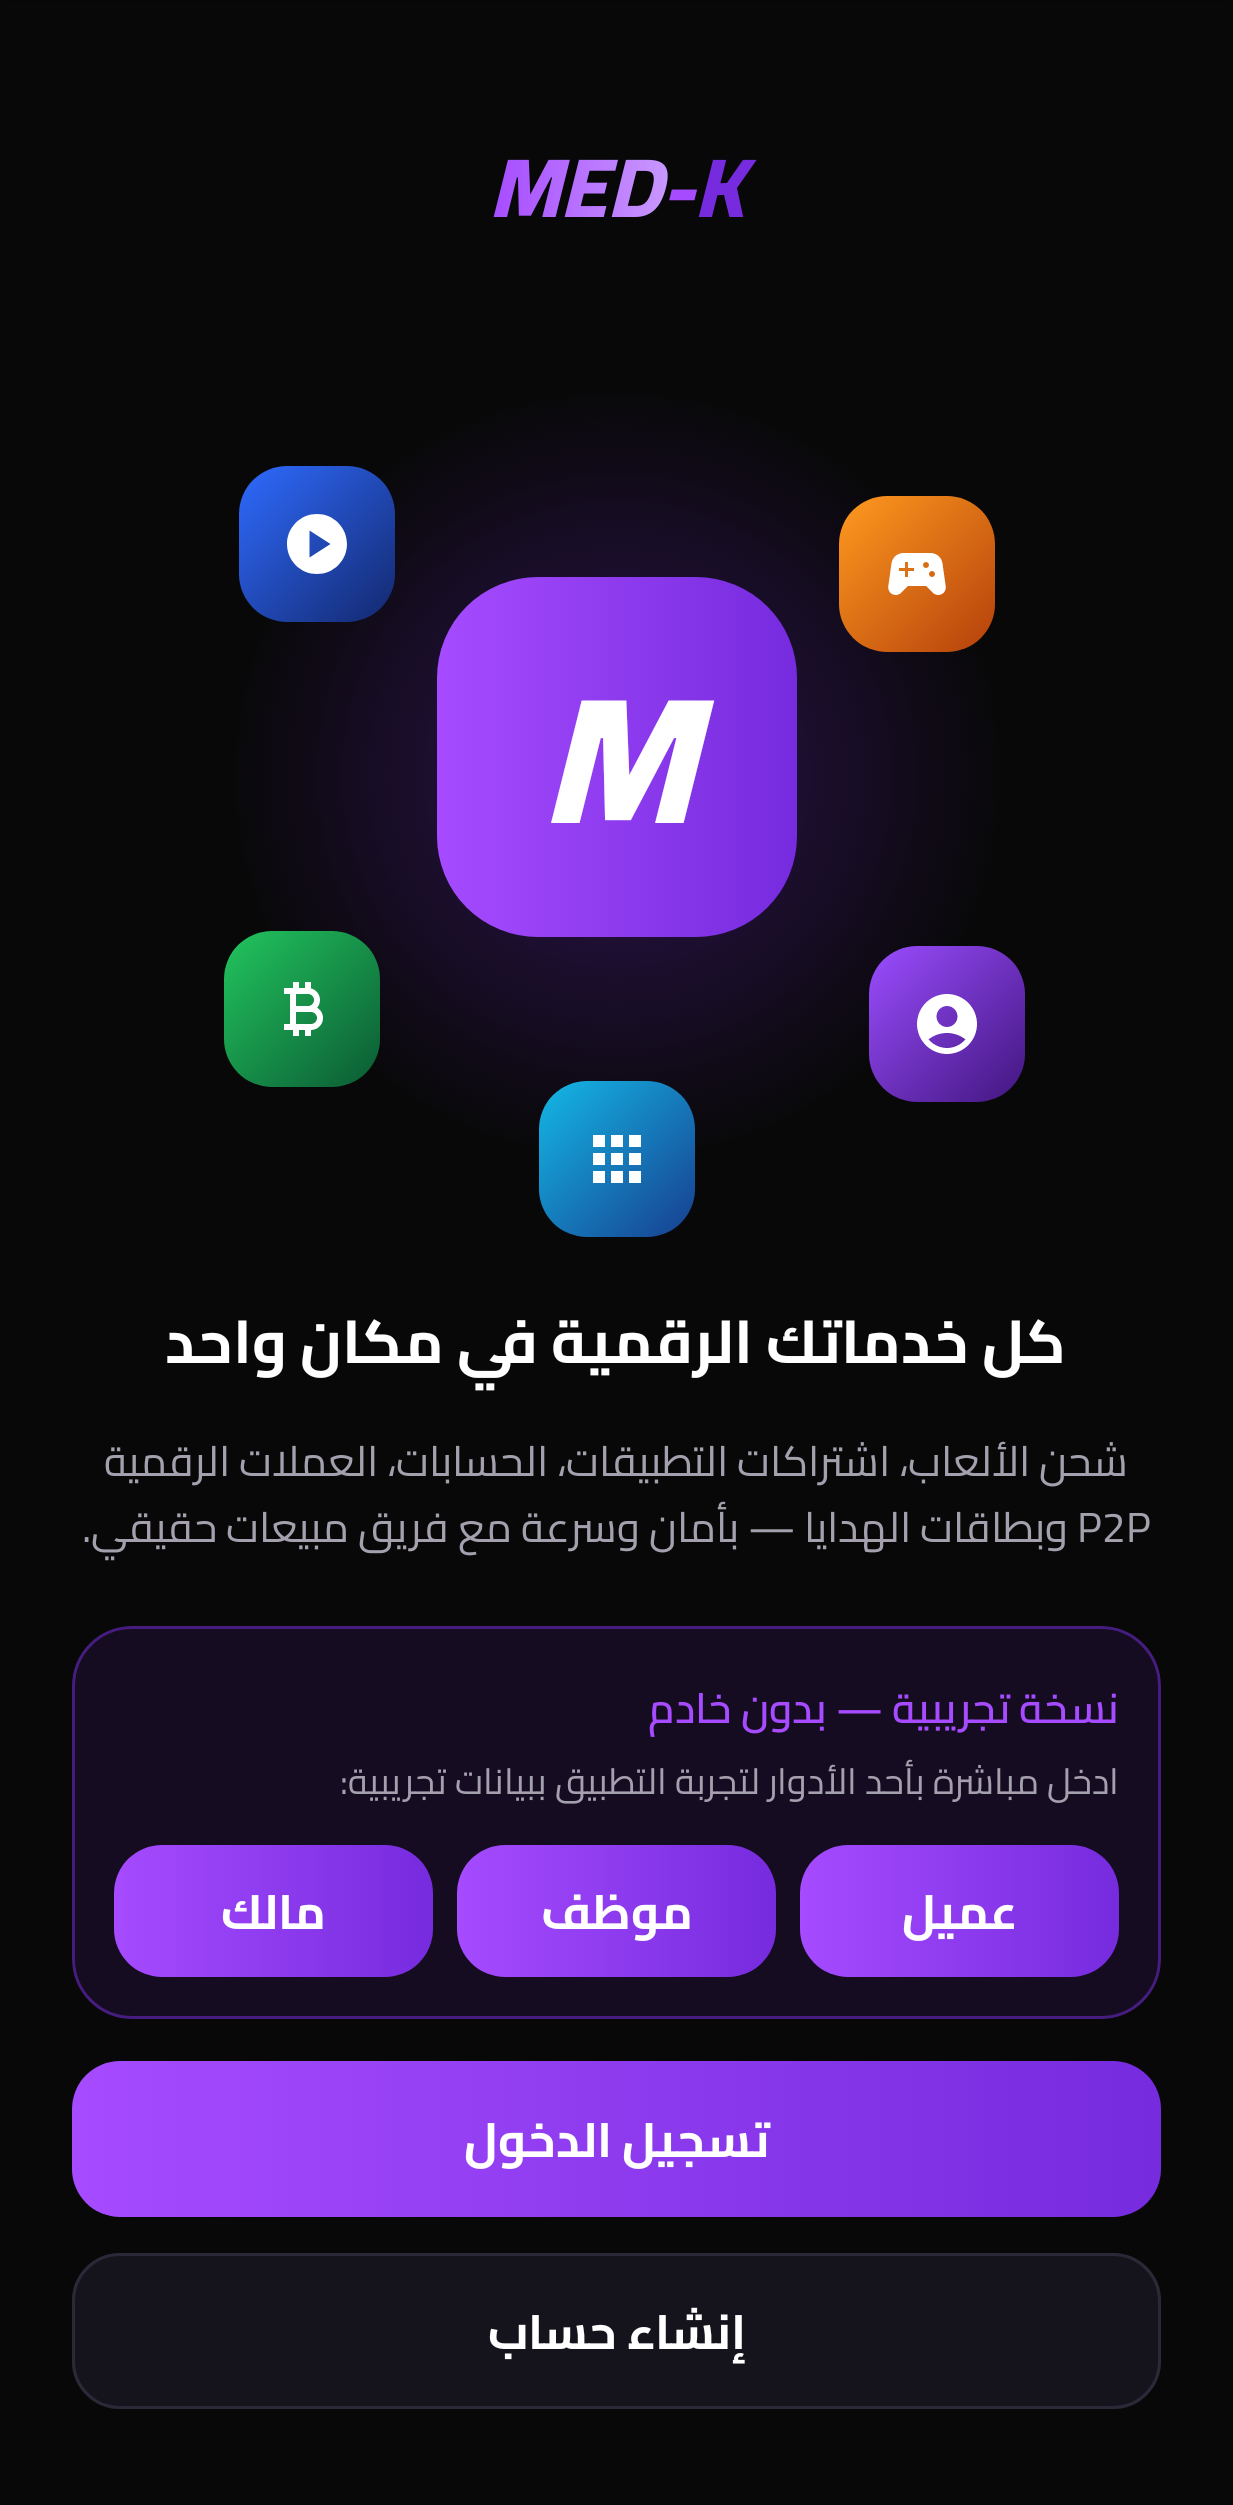 MED-K
M
كل خدماتك الرقمية في مكان واحد
شحن الألعاب، اشتراكات التطبيقات، الحسابات، العملات الرقمية
P2P وبطاقات الهدايا — بأمان وسرعة مع فريق مبيعات حقيقي.
نسخة تجريبية — بدون خادم
ادخل مباشرة بأحد الأدوار لتجربة التطبيق ببيانات تجريبية:
عميل
موظف
مالك
تسجيل الدخول
إنشاء حساب